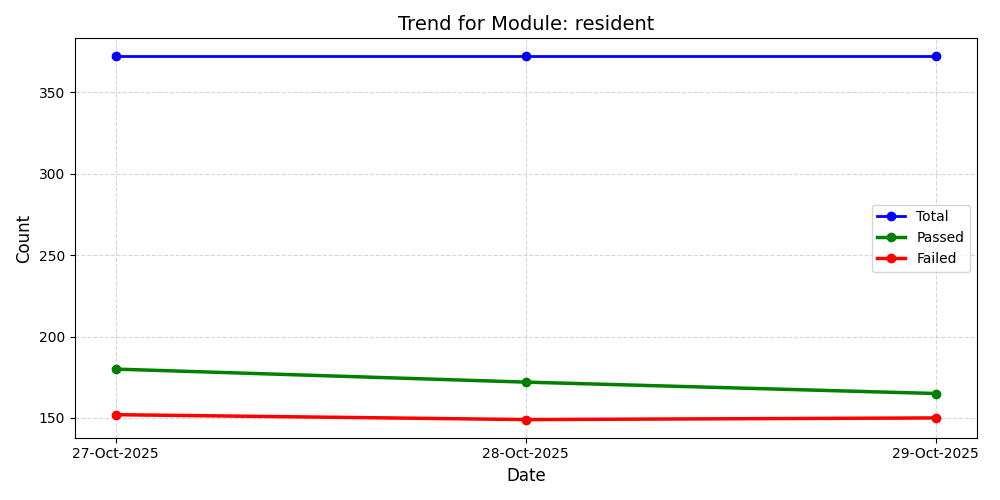 Trend for Module: resident
Count
350
300
250
200
150
Total
Passed
Failed
27-Oct-2025
28-Oct-2025
29-Oct-2025
Date